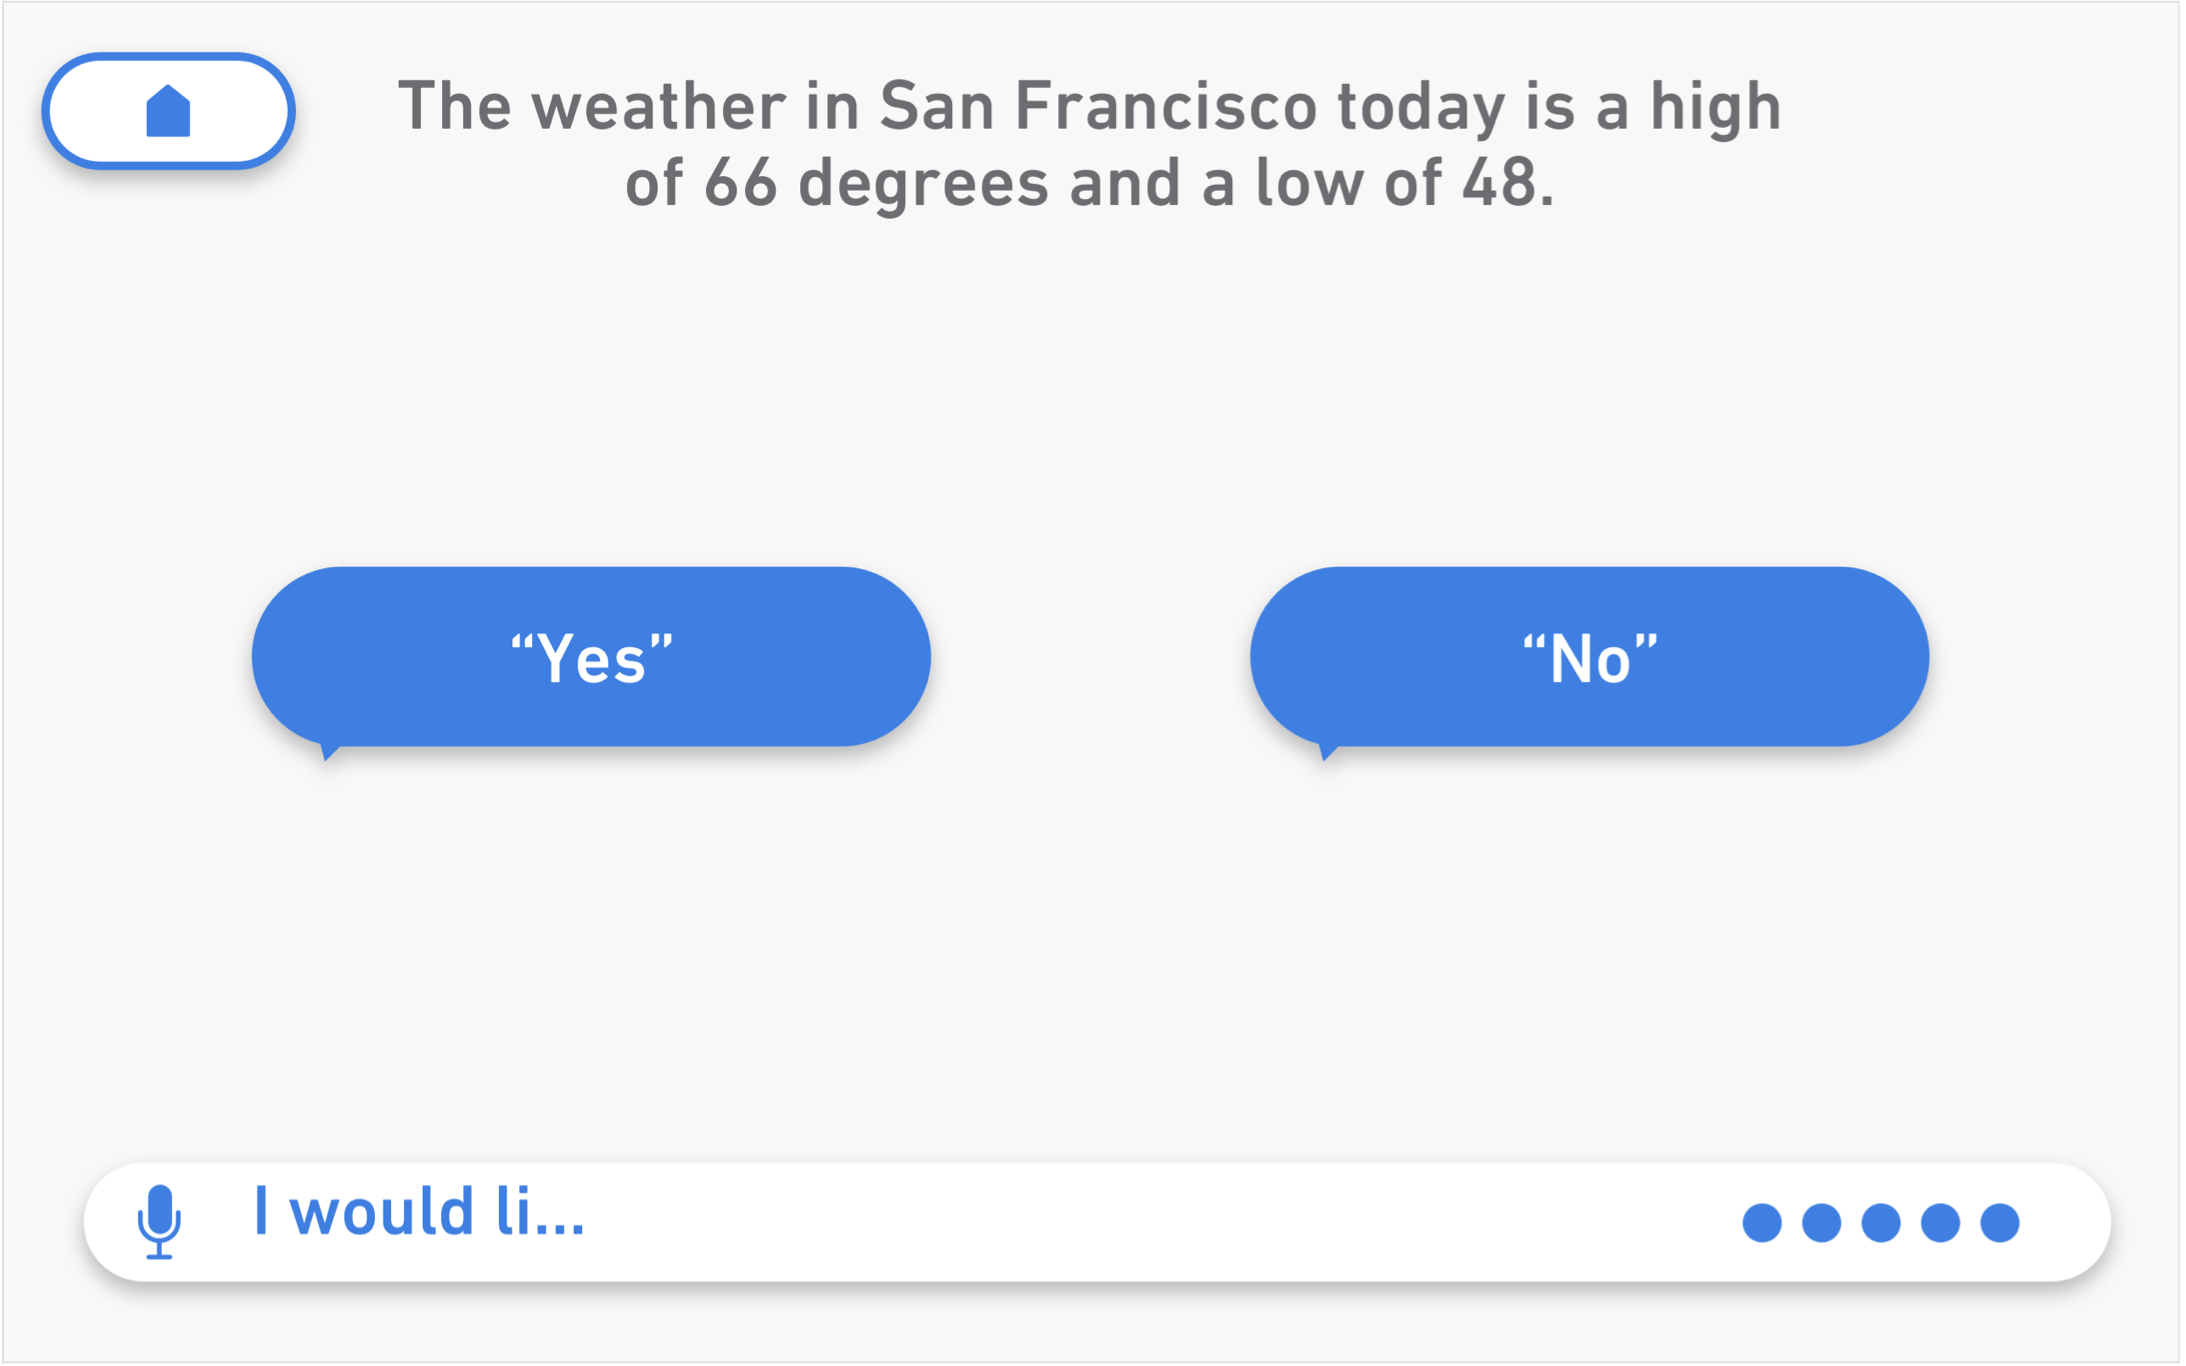 The weather in San Francisco today is a high
of 66 degrees and a low of 48.
“Yes”
“No”
I would li...